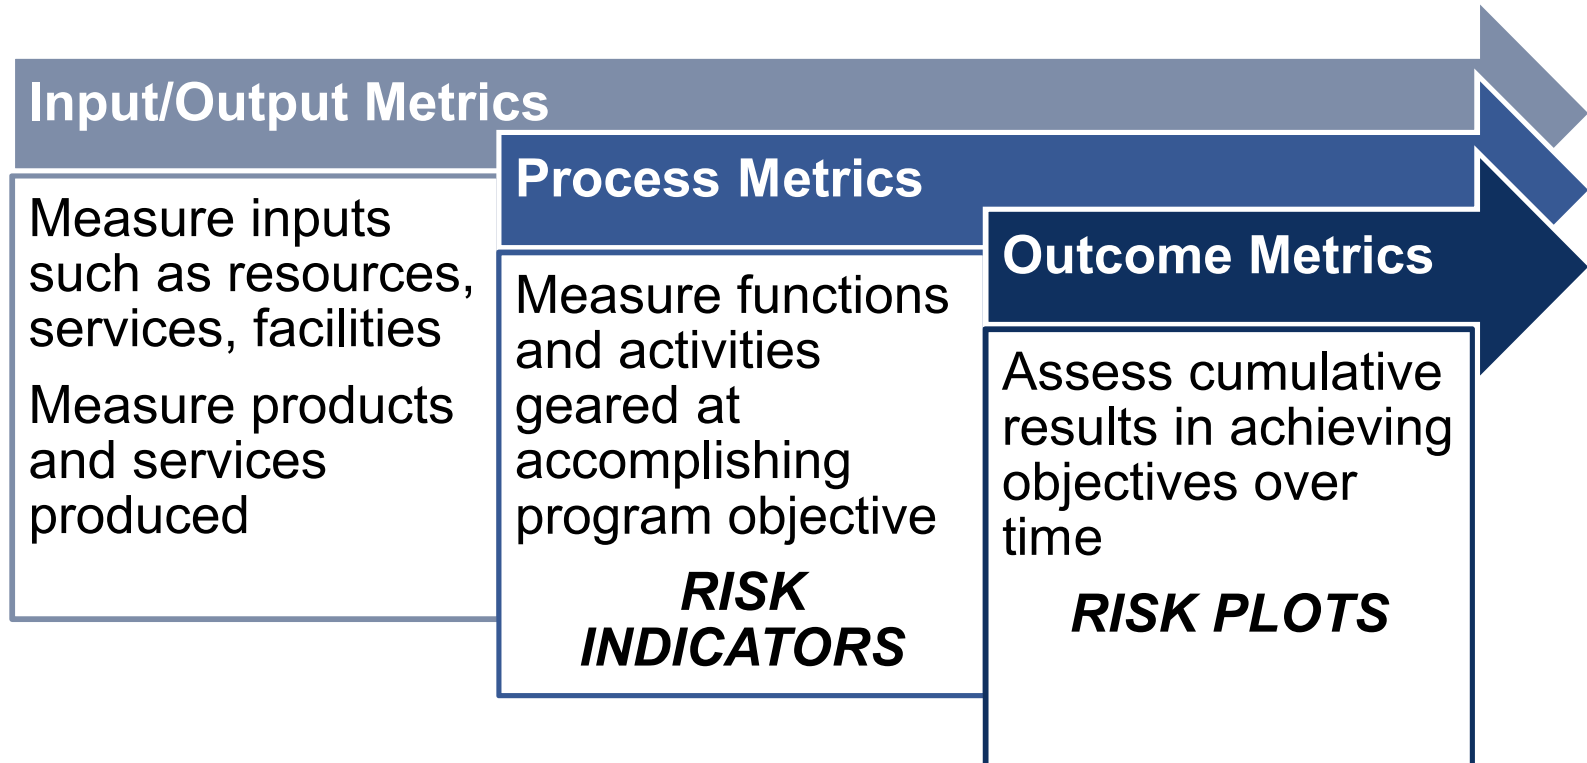 Input/Output Metrics
Measure inputs
such as resources,
services, facilities
Measure products
and services
produced
Process Metrics
Measure functions
and activities
geared at
accomplishing
program objective
RISK
INDICATORS
Outcome Metrics
Assess cumulative
results in achieving
objectives over
time
RISK PLOTS